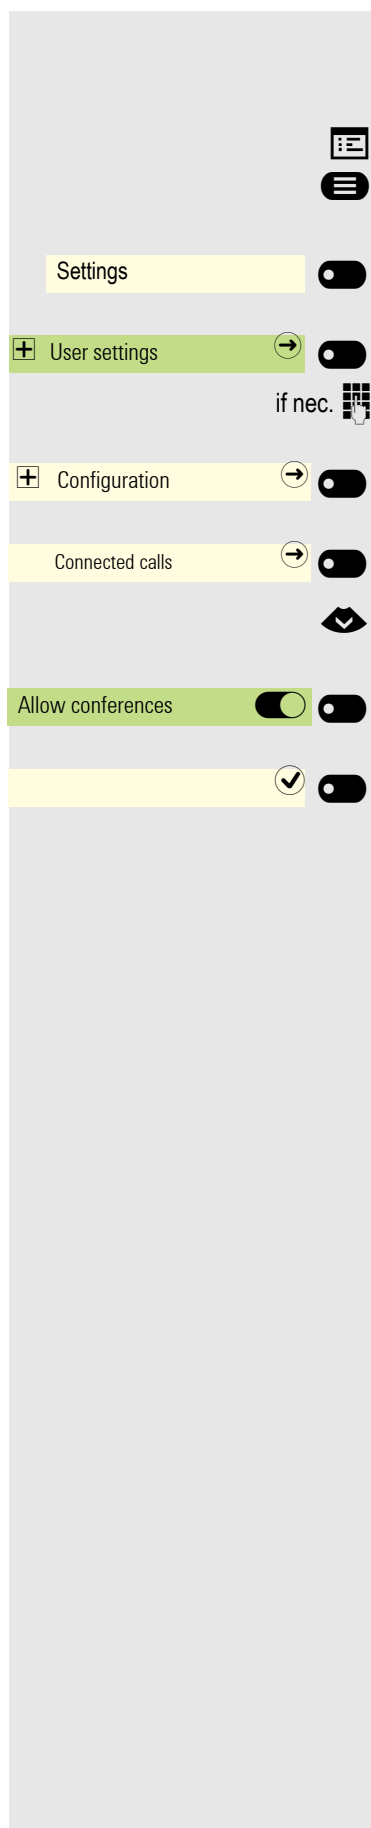 Settings
User settings
if nec.
Configuration
Connected calls
Allow conferences